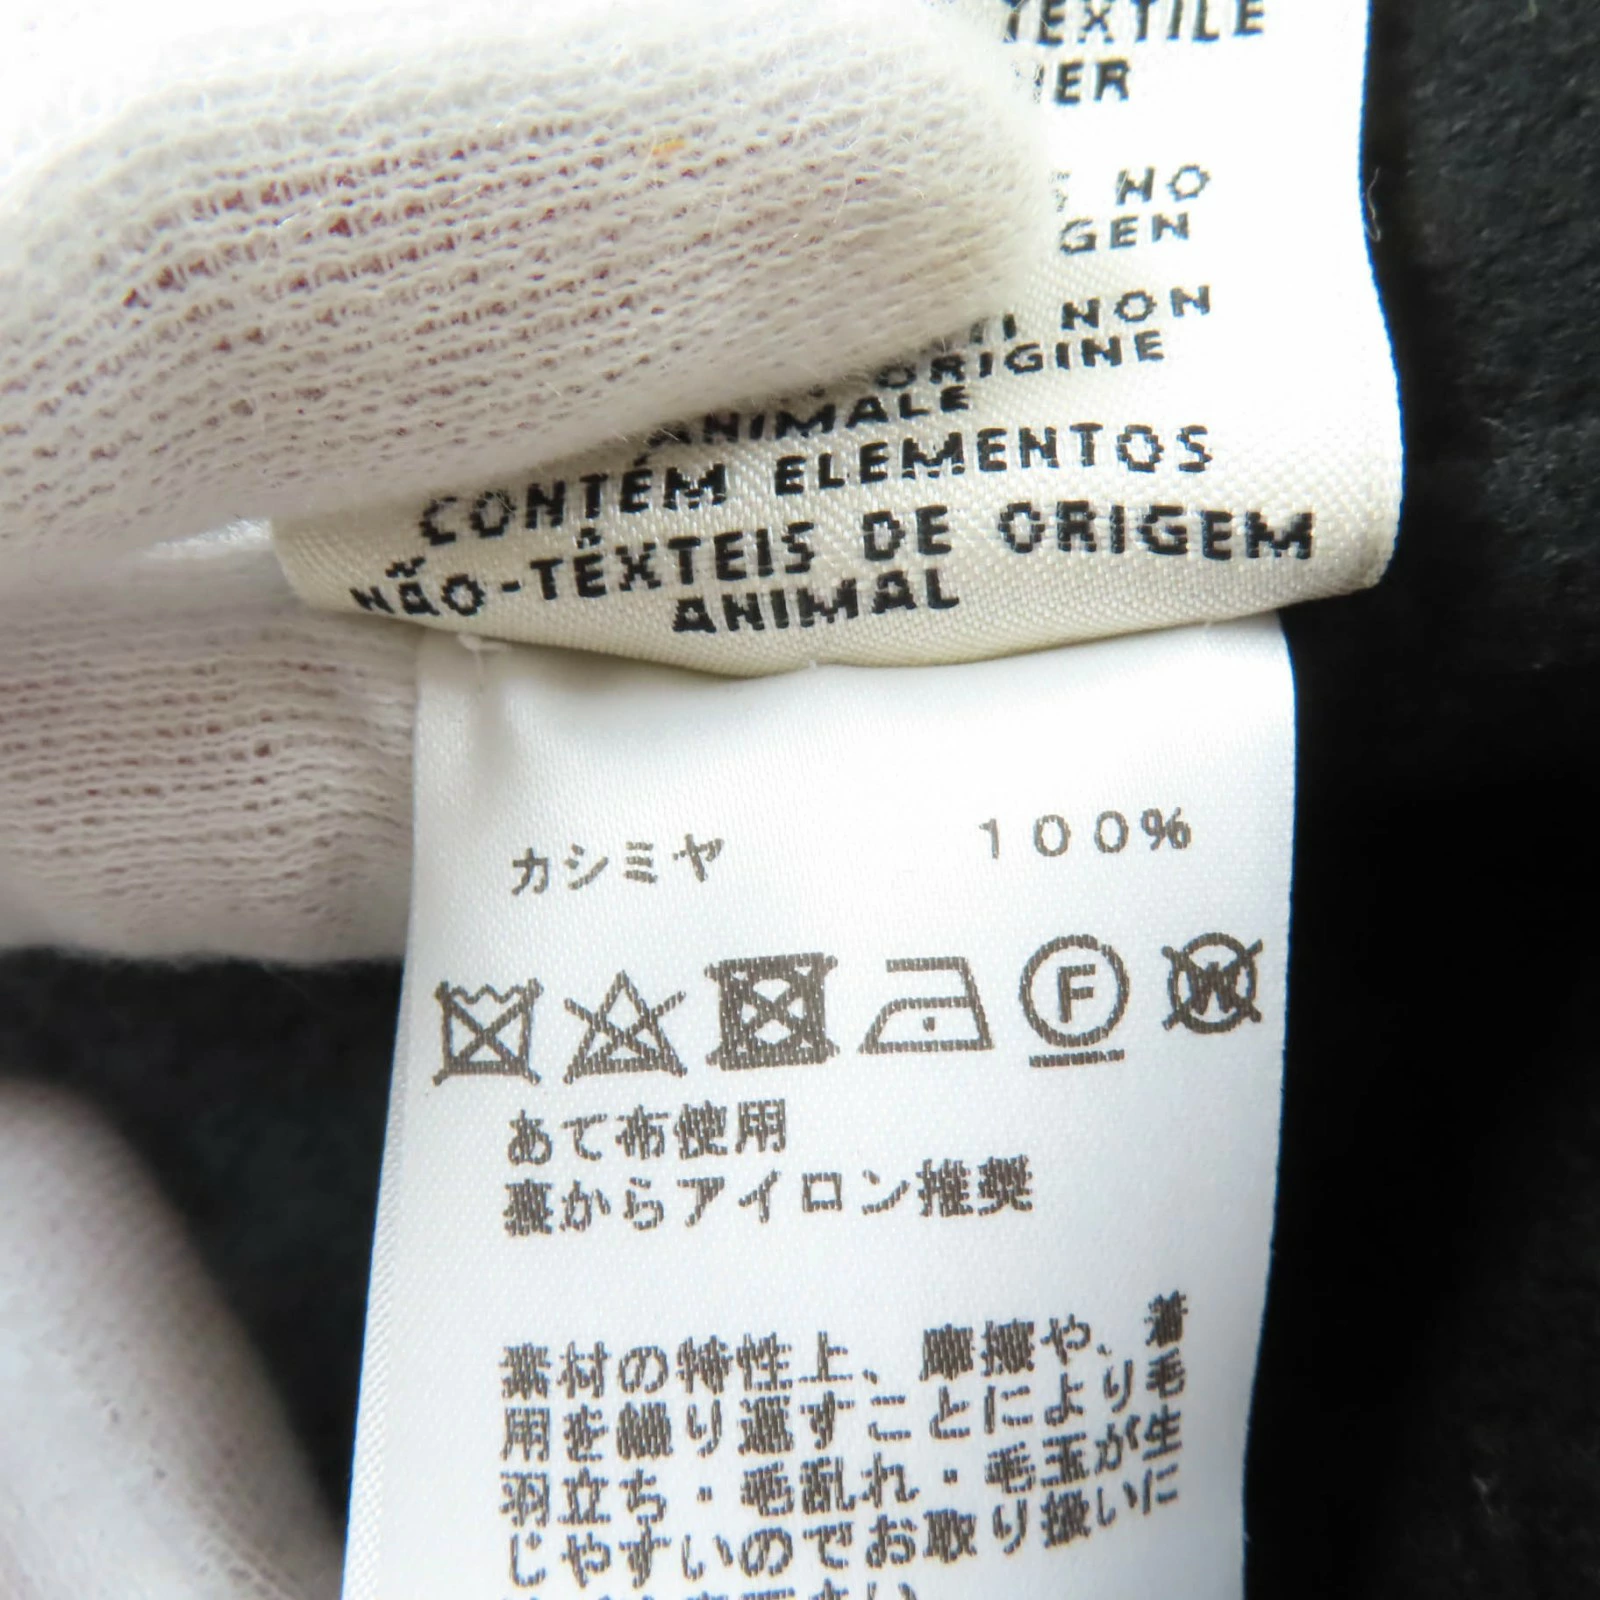 TEXTILE
NO
NON
ORIGINE
ANIMALE
CONTÉM ELEMENTOS
NÃO-TÊXTEIS DE ORIGEM
ANIMAL
カシミヤ 100%
F W
あて布使用
裏からアイロン推奨
素材の特性上、摩擦や、着
用を繰り返すことにより毛
羽立ち・毛乱れ・毛玉が生
じやすいのでお取り扱いに